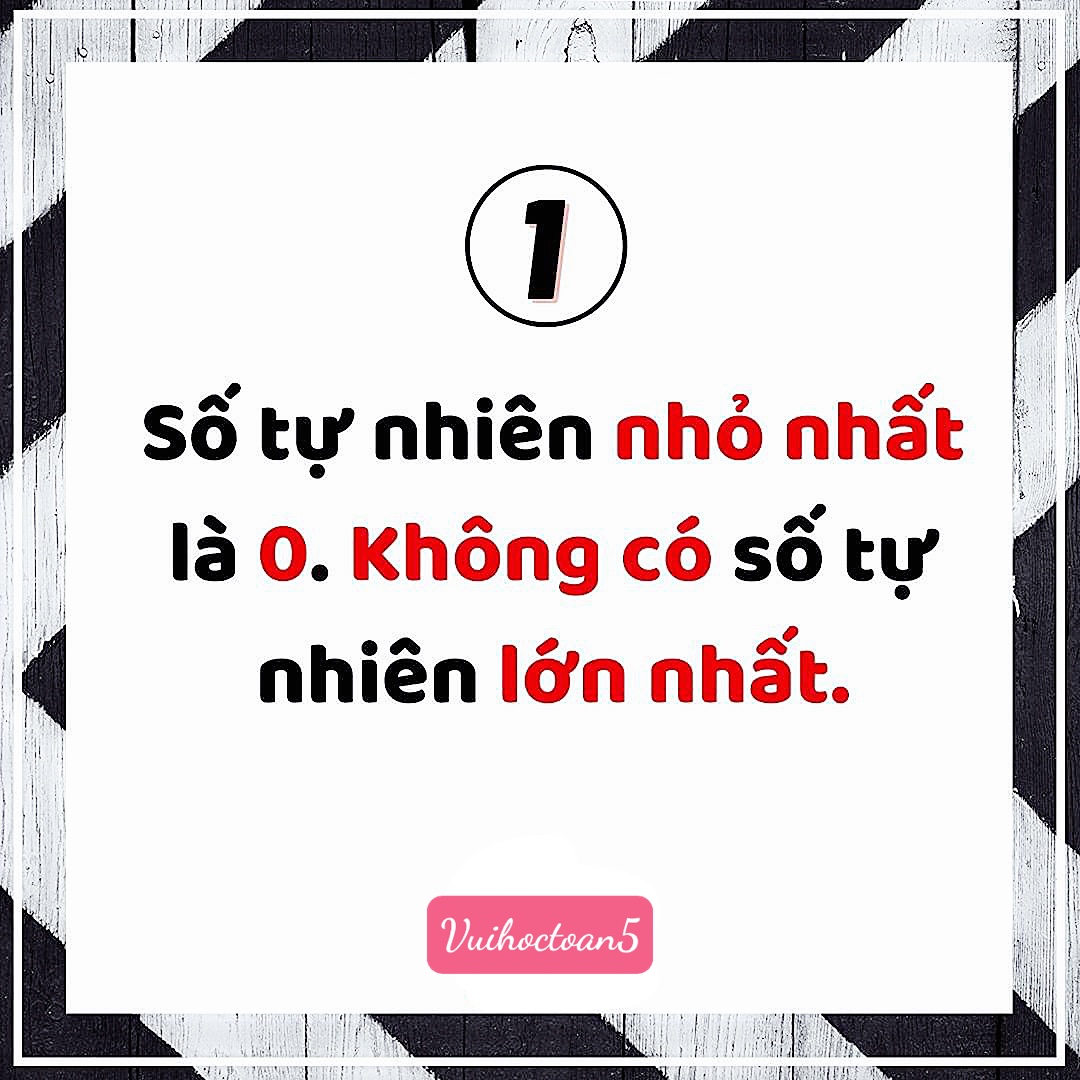 1
Số tự nhiên nhỏ nhất
là 0. Không có số tự
nhiên lớn nhất.
Vuihoctoan5